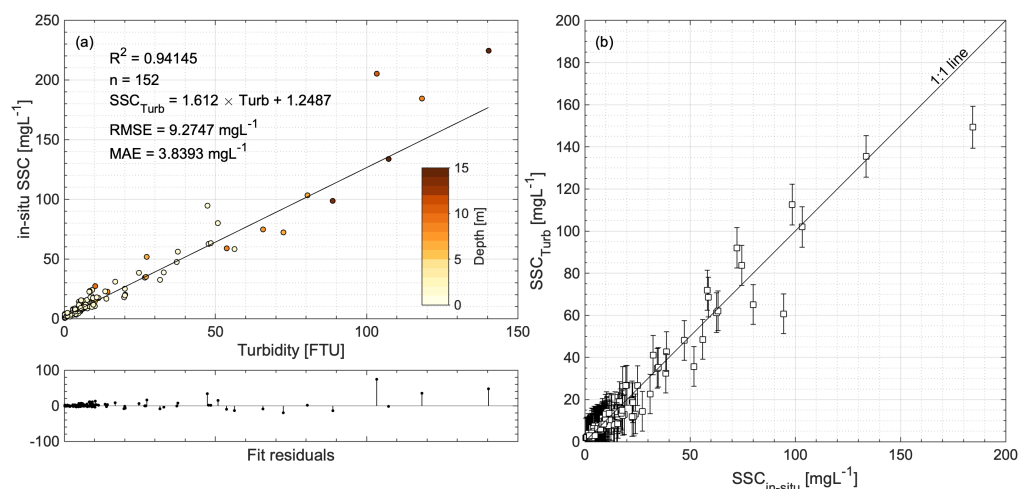 (a)
R² = 0.94145
n = 152
SSC_Turb = 1.612 × Turb + 1.2487
RMSE = 9.2747 mgL⁻¹
MAE = 3.8393 mgL⁻¹
250
200
150
100
50
0
in-situ SSC [mgL⁻¹]
0 50 100 150
Turbidity [FTU]
15
10
5
0
Depth [m]
100
0
-100
Fit residuals
(b)
1:1 line
200
180
160
140
120
100
80
60
40
20
0
SSC_Turb [mgL⁻¹]
0 50 100 150 200
SSC_in-situ [mgL⁻¹]